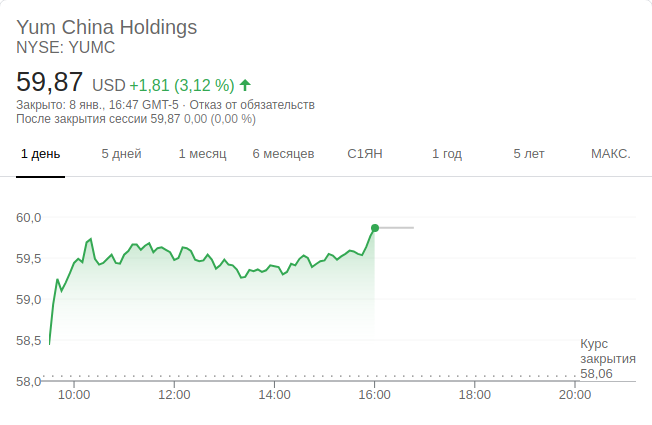 Yum China Holdings
NYSE: YUMC
59,87 USD +1,81 (3,12 %)
Закрыто: 8 янв., 16:47 GMT-5 · Отказ от обязательств
После закрытия сессии 59,87 0,00 (0,00 %)
1 день 5 дней 1 месяц 6 месяцев С1ЯН 1 год 5 лет МАКС.
60,0
59,5
59,0
58,5
Курс
закрытия
58,06
58,0
10:00 12:00 14:00 16:00 18:00 20:00